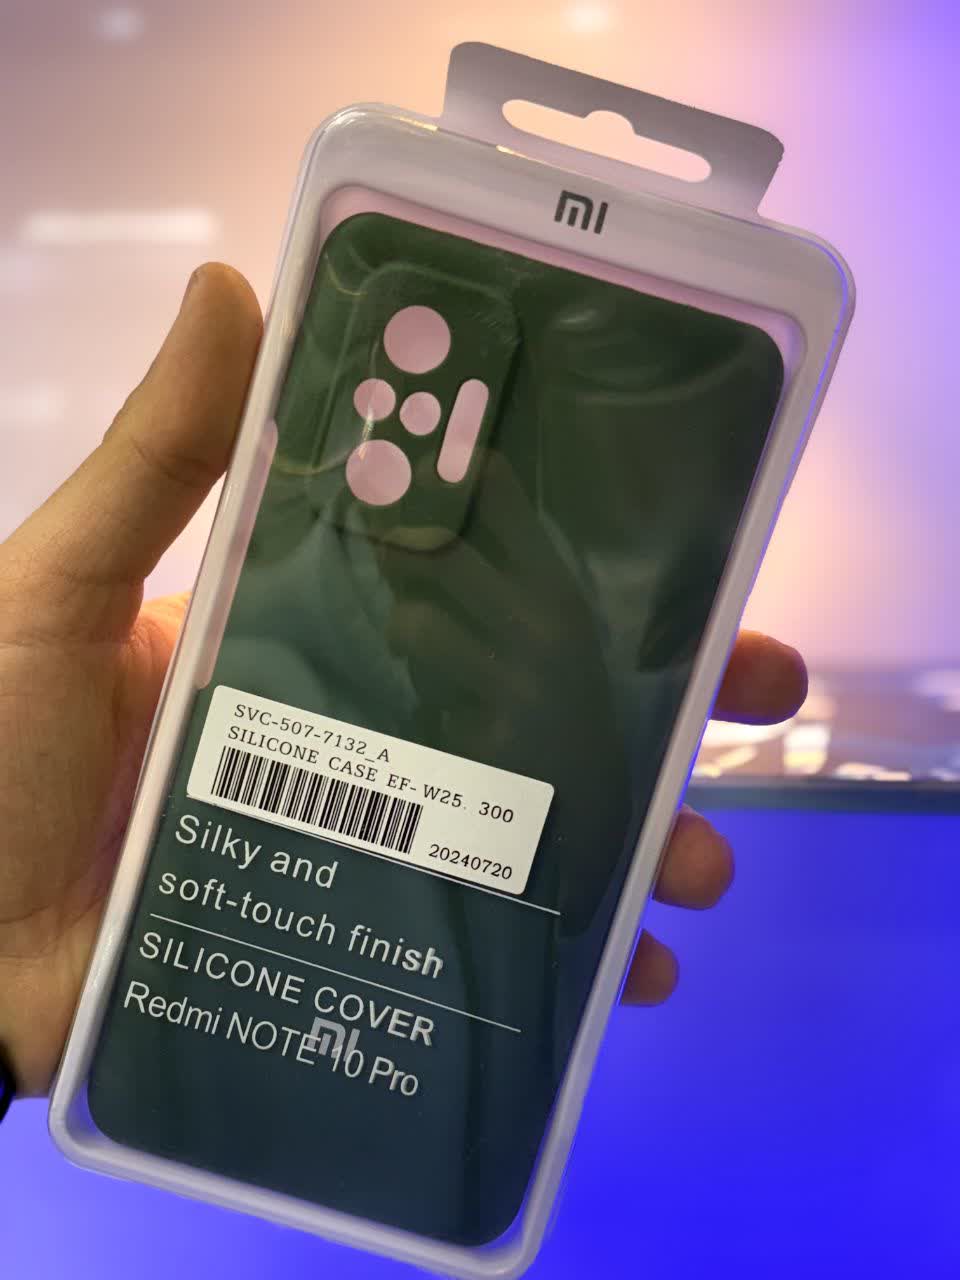 mi
SVC-507-7132_A
SILICONE CASE EF-W25. 300
20240720
Silky and
soft-touch finish
SILICONE COVER
Redmi NOTE 10 Pro
mi